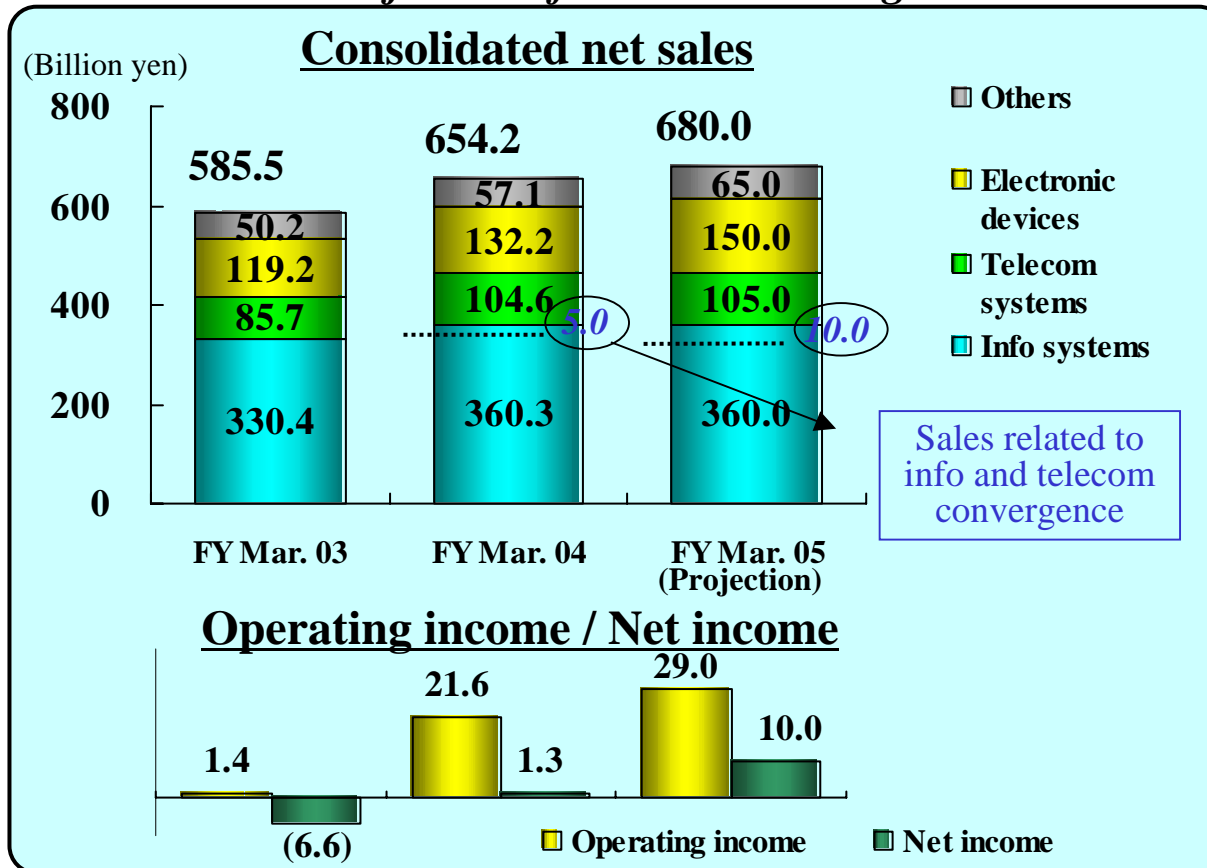 Consolidated net sales
(Billion yen)
800
600
400
200
0
585.5
50.2
119.2
85.7
330.4
654.2
57.1
132.2
104.6
5.0
360.3
680.0
65.0
150.0
105.0
10.0
360.0
Others
Electronic
devices
Telecom
systems
Info systems
Sales related to
info and telecom
convergence
FY Mar. 03
FY Mar. 04
FY Mar. 05
(Projection)
Operating income / Net income
1.4
(6.6)
21.6
1.3
29.0
10.0
Operating income
Net income